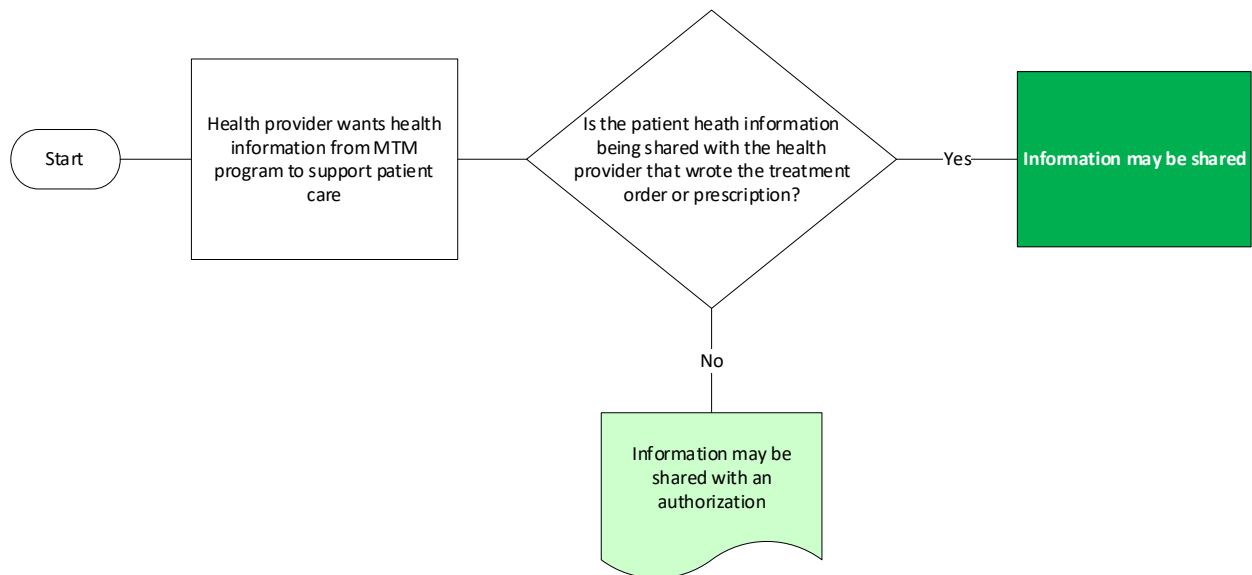 Start
Health provider wants health
information from MTM
program to support patient
care
Is the patient heath information
being shared with the health
provider that wrote the treatment
order or prescription?
Yes
Information may be shared
No
Information may be
shared with an
authorization